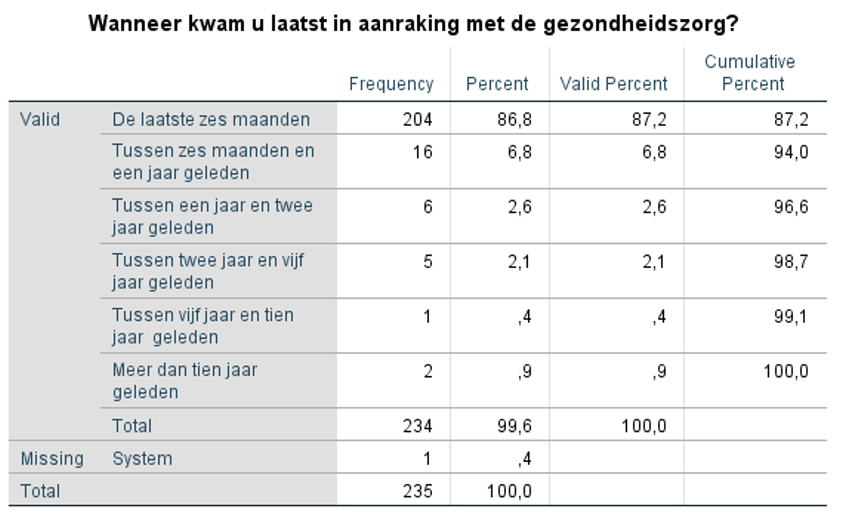 Wanneer kwam u laatst in aanraking met de gezondheidszorg?
Cumulative
Frequency Percent Valid Percent Percent
Valid De laatste zes maanden 204 86,8 87,2 87,2
Tussen zes maanden en 16 6,8 6,8 94,0
een jaar geleden
Tussen een jaar en twee 6 2,6 2,6 96,6
jaar geleden
Tussen twee jaar en vijf 5 2,1 2,1 98,7
jaar geleden
Tussen vijf jaar en tien 1 ,4 ,4 99,1
jaar geleden
Meer dan tien jaar 2 ,9 ,9 100,0
geleden
Total 234 99,6 100,0
Missing System 1 ,4
Total 235 100,0